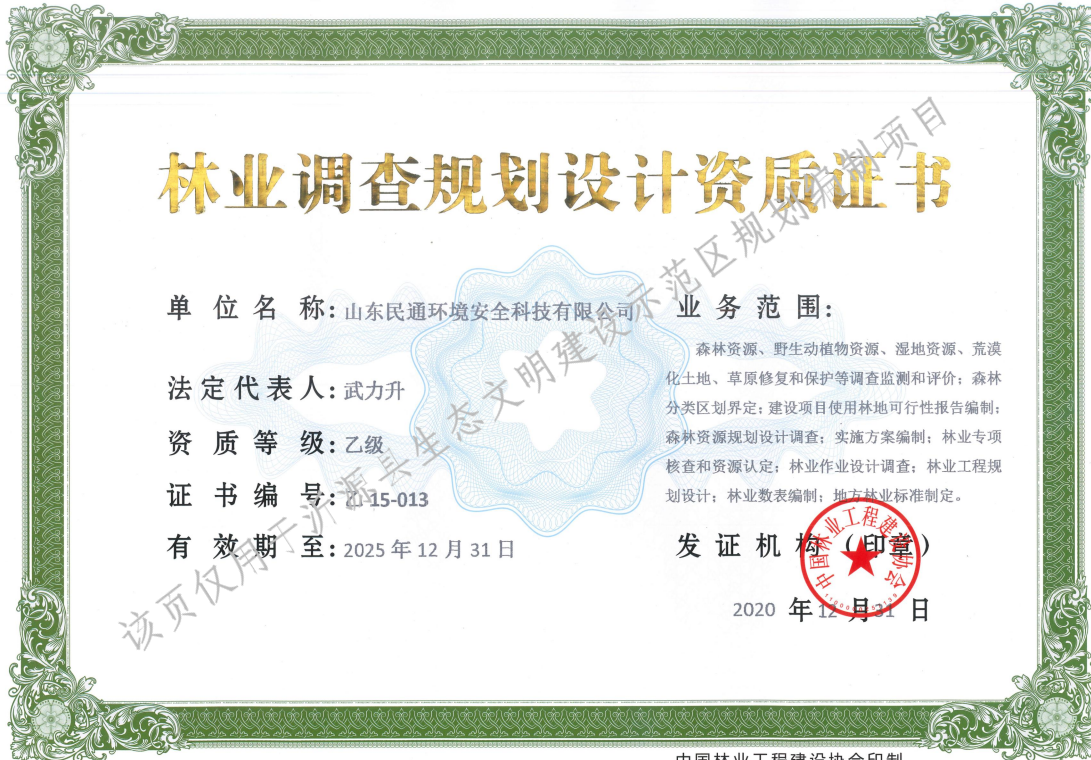 林业调查规划设计资质证书
单位名称:山东民通环境安全科技有限公司
法定代表人:武力升
资质等级:乙级
证书编号:乙 15-013
有效期至:2025 年 12 月 31 日
业务范围:
森林资源、野生动植物资源、湿地资源、荒漠
化土地、草原修复和保护等调查监测和评价;森林
分类区划界定;建设项目使用林地可行性报告编制;
森林资源规划设计调查;实施方案编制;林业专项
核查和资源认定;林业作业设计调查;林业工程规
划设计;林业数表编制;地方林业标准制定。
发证机构(印章)
中国林业工程建设协会
2020 年 12 月 31 日
该页仅用于沂源县生态文明建设示范区规划编制项目
中国林业工程建设协会印制